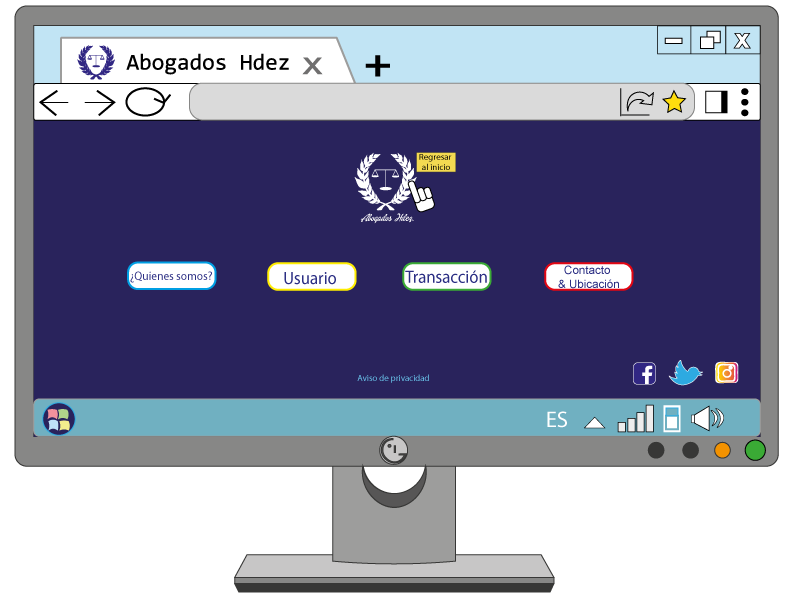 Abogados Hdez X
Regresar
al inicio
Abogados Hdez.
¿Quienes somos?
Usuario
Transacción
Contacto
& Ubicación
Aviso de privacidad
ES